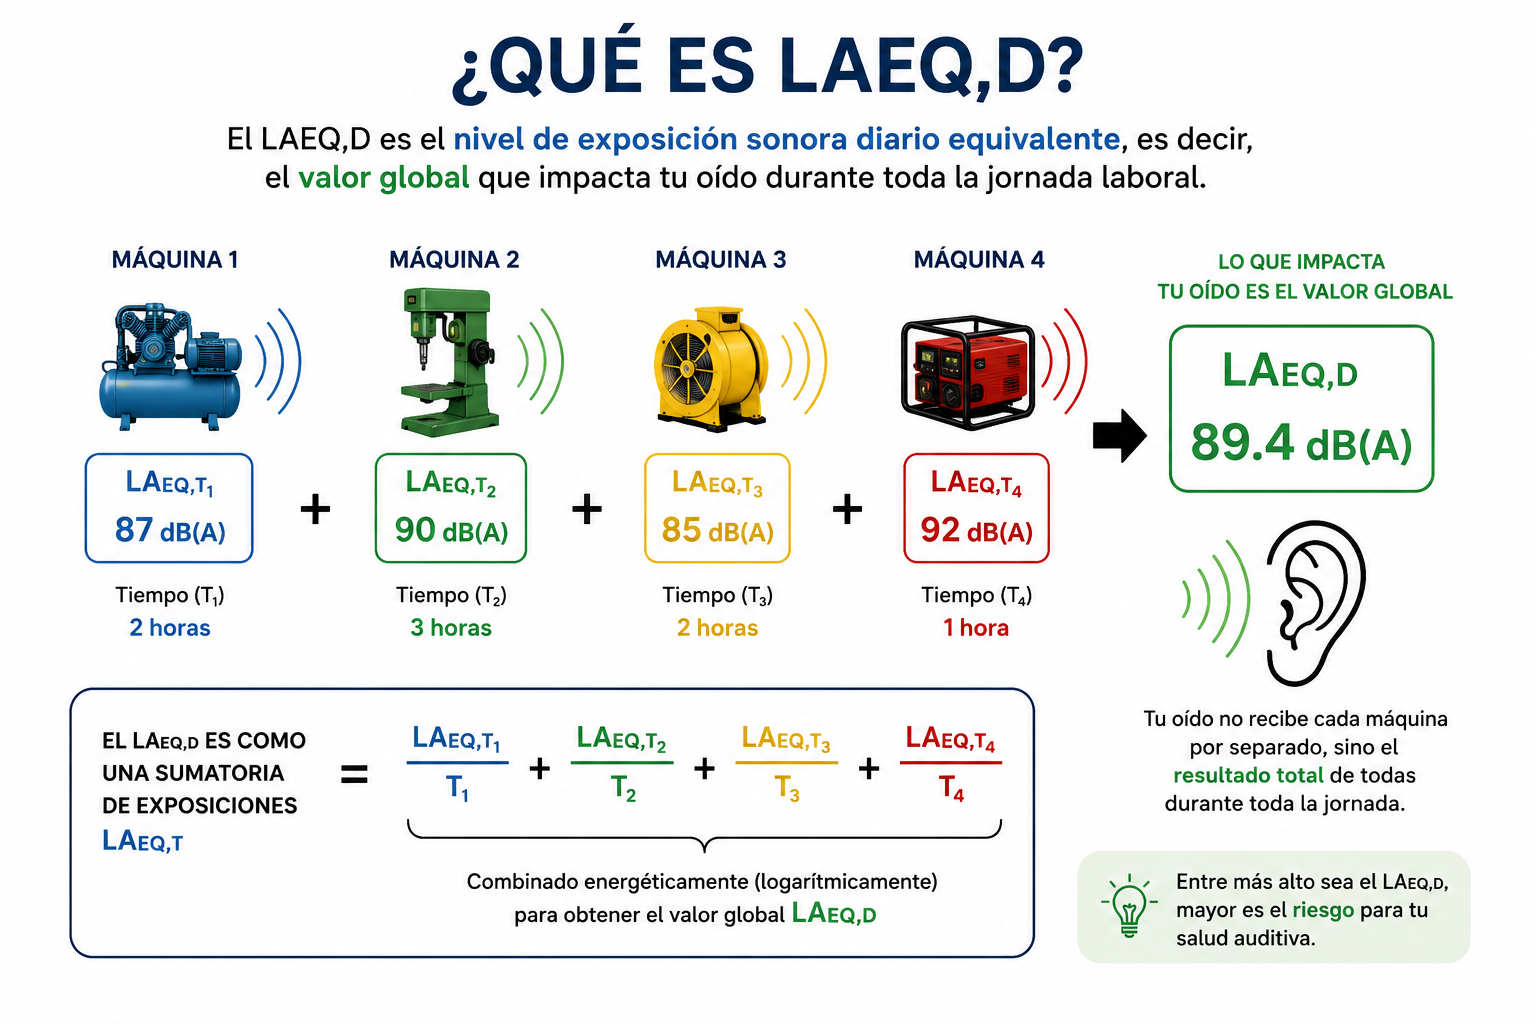 ¿QUÉ ES LAEQ,D?
El LAEQ,D es el nivel de exposición sonora diario equivalente, es decir,
el valor global que impacta tu oído durante toda la jornada laboral.
MÁQUINA 1
LAEQ,T1
87 dB(A)
Tiempo (T1)
2 horas
+
MÁQUINA 2
LAEQ,T2
90 dB(A)
Tiempo (T2)
3 horas
+
MÁQUINA 3
LAEQ,T3
85 dB(A)
Tiempo (T3)
2 horas
+
MÁQUINA 4
LAEQ,T4
92 dB(A)
Tiempo (T4)
1 hora
LO QUE IMPACTA
TU OÍDO ES EL VALOR GLOBAL
LAEQ,D
89.4 dB(A)
Tu oído no recibe cada máquina
por separado, sino el
resultado total de todas
durante toda la jornada.
EL LAEQ,D ES COMO
UNA SUMATORIA
DE EXPOSICIONES
LAEQ,T
=
LAEQ,T1
T1
+
LAEQ,T2
T2
+
LAEQ,T3
T3
+
LAEQ,T4
T4
Combinado energéticamente (logarítmicamente)
para obtener el valor global LAEQ,D
Entre más alto sea el LAEQ,D,
mayor es el riesgo para tu
salud auditiva.